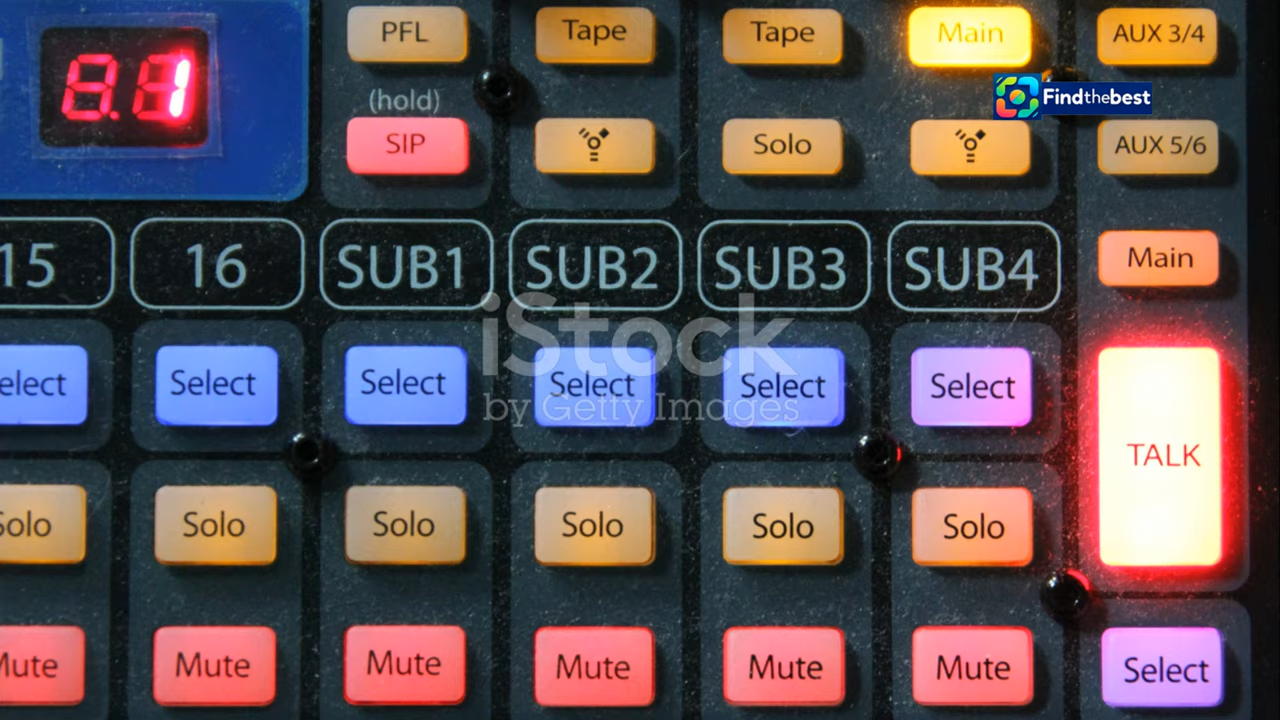 PFL Tape Tape Main AUX 3/4
8.1
Findthebest
(hold)
SIP Solo AUX 5/6
15 16 SUB1 SUB2 SUB3 SUB4 Main
iStock
elect Select Select Select Select Select
by Getty Images
TALK
Solo Solo Solo Solo Solo Solo
Mute Mute Mute Mute Mute Mute Select